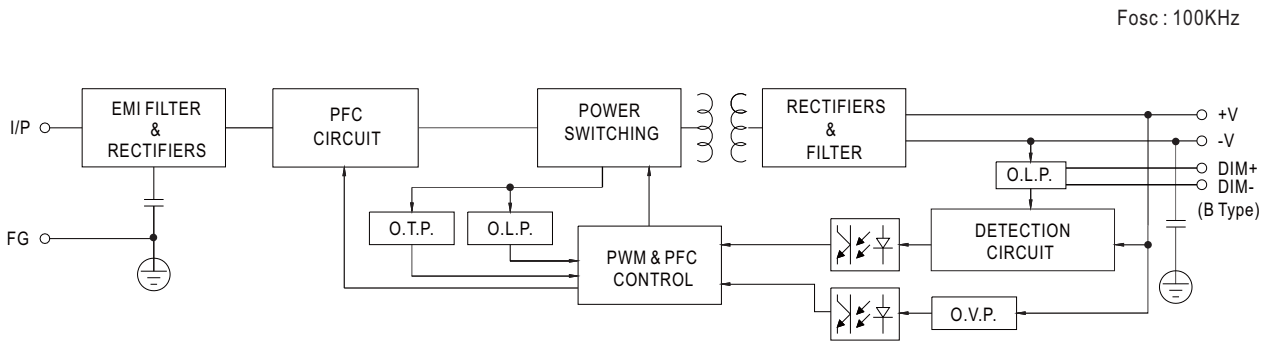 Fosc : 100KHz
I/P
EMI FILTER
&
RECTIFIERS
PFC
CIRCUIT
POWER
SWITCHING
RECTIFIERS
&
FILTER
+V
-V
DIM+
DIM-
(B Type)
O.L.P.
FG
O.T.P.
O.L.P.
PWM & PFC
CONTROL
DETECTION
CIRCUIT
O.V.P.